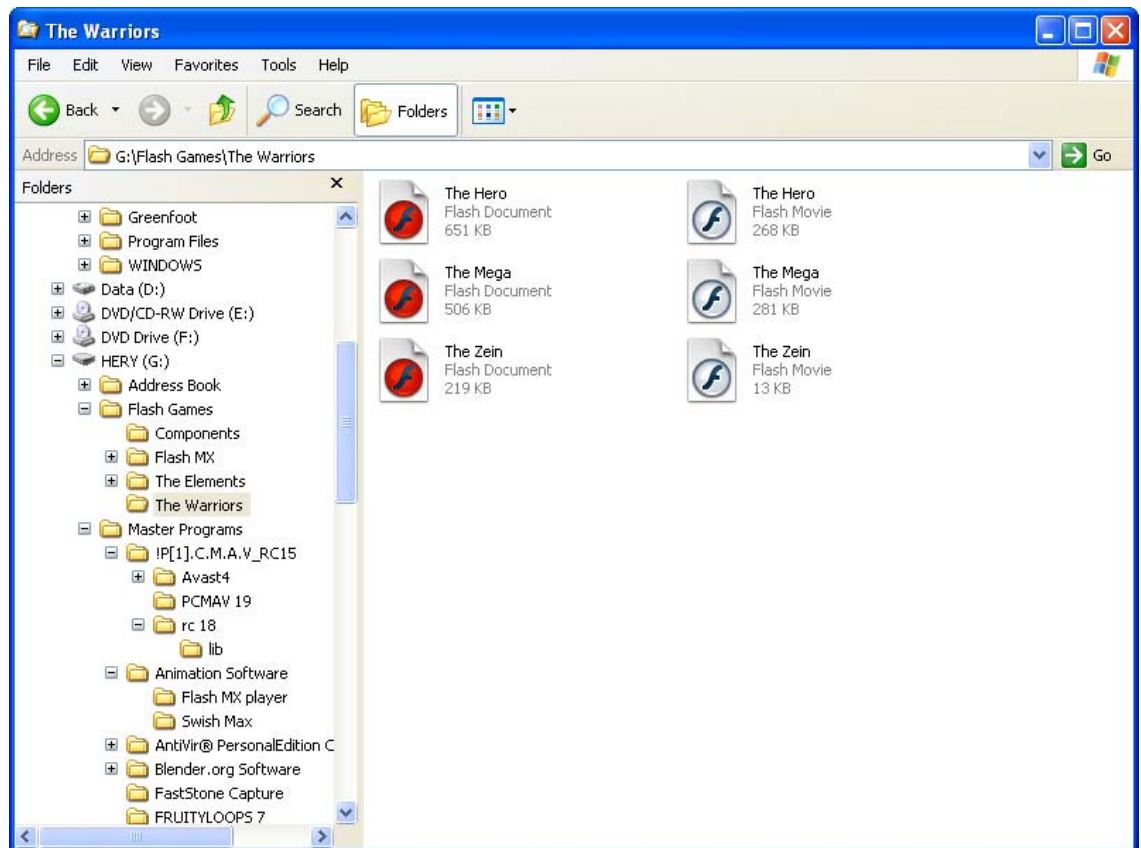 The Warriors
File Edit View Favorites Tools Help
Back Search Folders
Address G:\Flash Games\The Warriors Go
Folders
Greenfoot
Program Files
WINDOWS
Data (D:)
DVD/CD-RW Drive (E:)
DVD Drive (F:)
HERY (G:)
Address Book
Flash Games
Components
Flash MX
The Elements
The Warriors
Master Programs
!P[1].C.M.A.V_RC15
Avast4
PCMAV 19
rc 18
lib
Animation Software
Flash MX player
Swish Max
AntiVir® PersonalEdition C
Blender.org Software
FastStone Capture
FRUITYLOOPS 7
The Hero
Flash Document
651 KB
The Hero
Flash Movie
268 KB
The Mega
Flash Document
506 KB
The Mega
Flash Movie
281 KB
The Zein
Flash Document
219 KB
The Zein
Flash Movie
13 KB